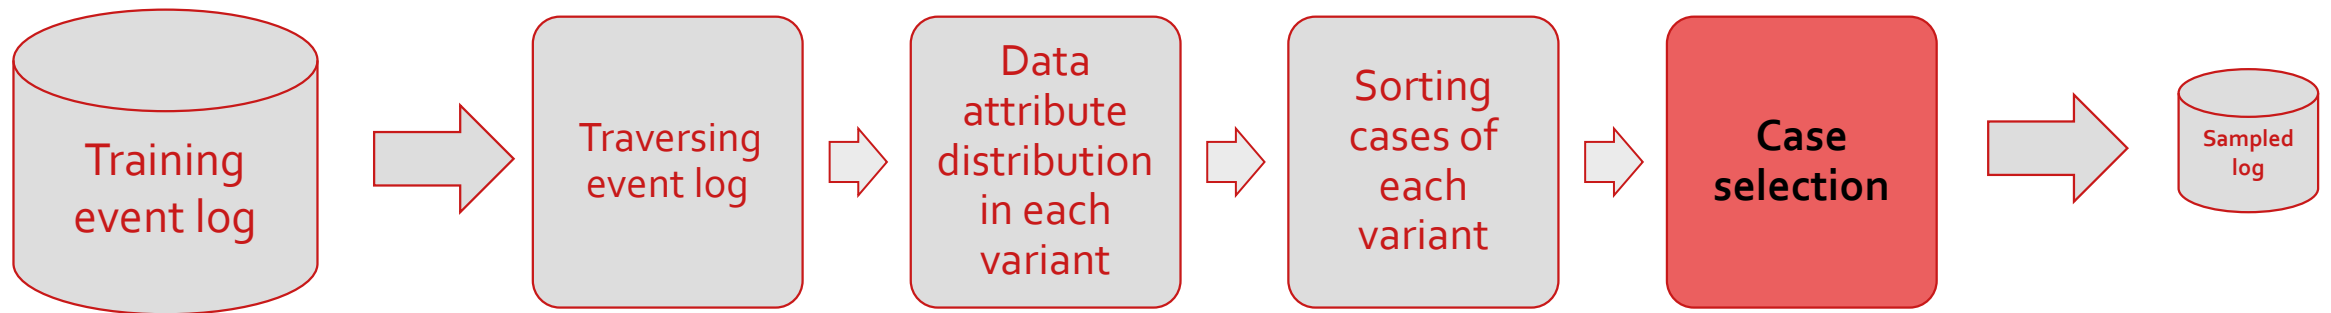 Training
event log
Traversing
event log
Data
attribute
distribution
in each
variant
Sorting
cases of
each
variant
Case
selection
Sampled
log